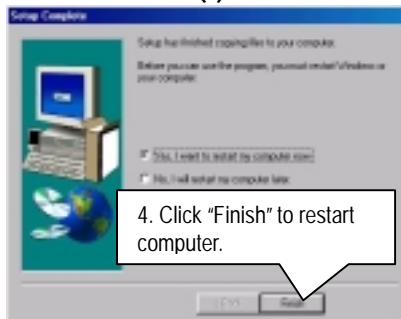 Setup Complete
Setup has finished copying files to your computer.
Before you can use the program, you must restart Windows or
your computer.
Yes, I want to restart my computer now.
No, I will restart my computer later.
4. Click "Finish" to restart
computer.
Finish